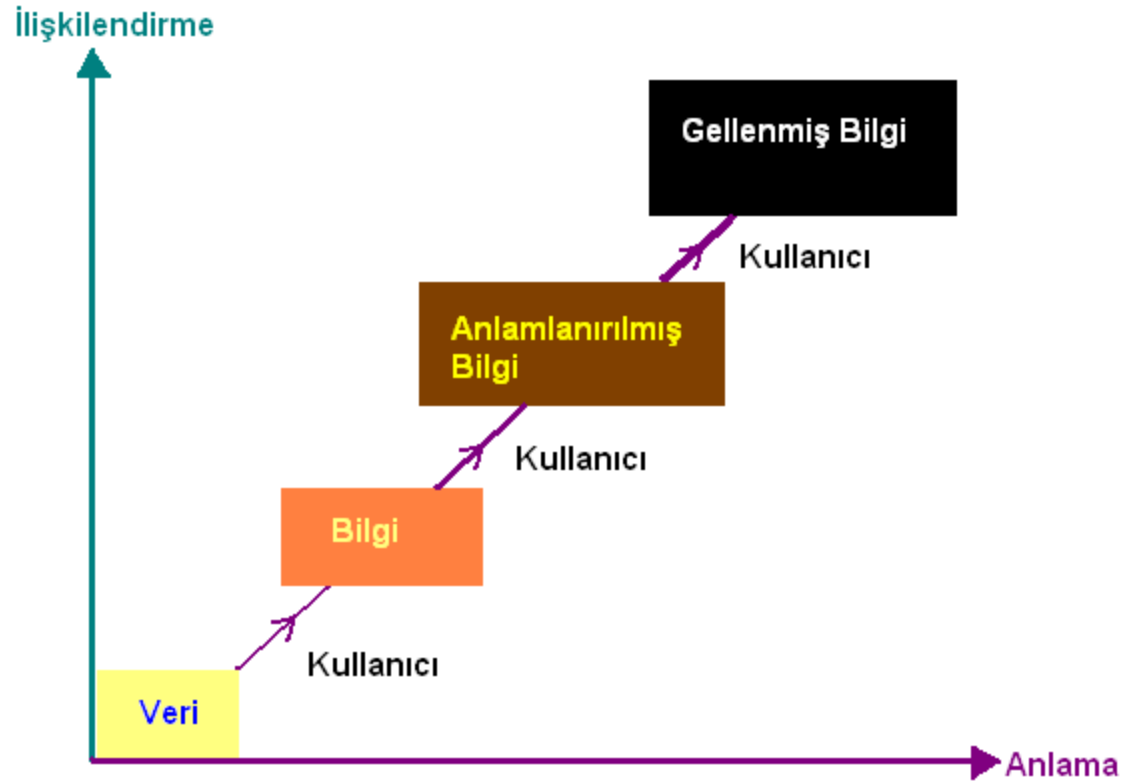 İlişkilendirme
Gellenmiş Bilgi
Kullanıcı
Anlamlanırılmış
Bilgi
Kullanıcı
Bilgi
Kullanıcı
Veri
Anlama